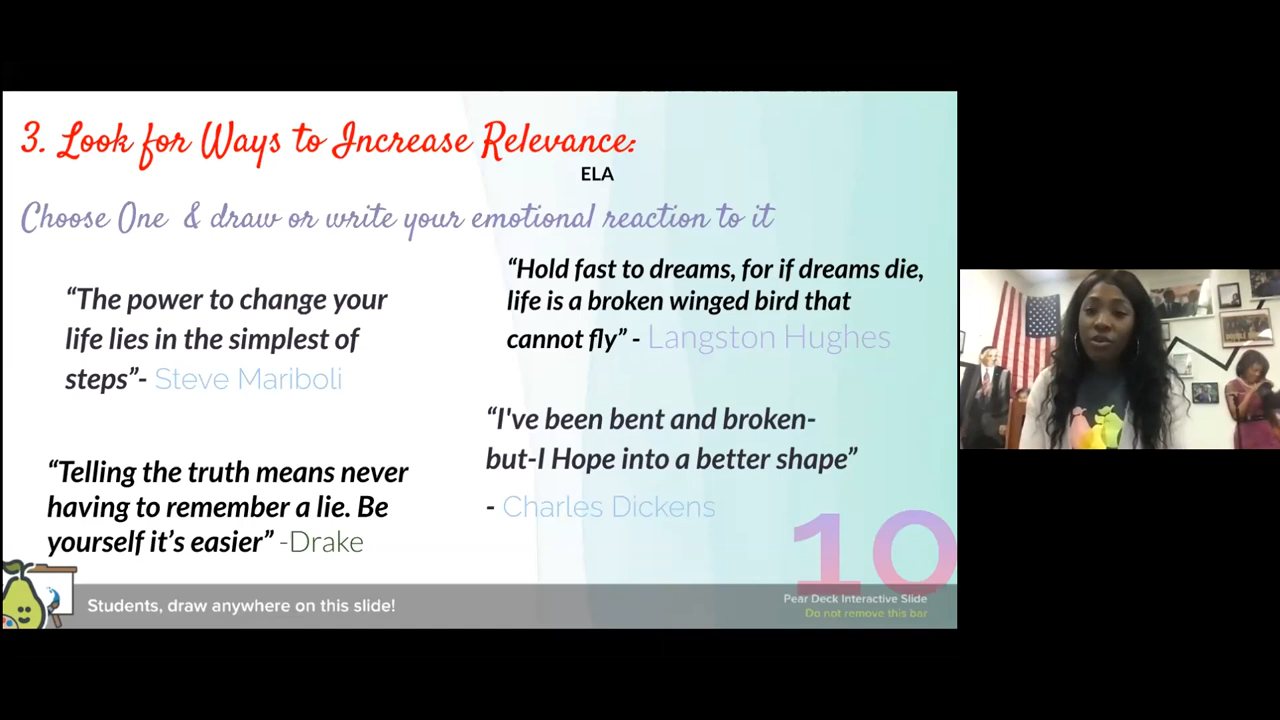 3. Look for Ways to Increase Relevance:
ELA
Choose One & draw or write your emotional reaction to it
“The power to change your
life lies in the simplest of
steps”- Steve Mariboli
“Hold fast to dreams, for if dreams die,
life is a broken winged bird that
cannot fly” - Langston Hughes
“Telling the truth means never
having to remember a lie. Be
yourself it’s easier” -Drake
“I've been bent and broken-
but-I Hope into a better shape”
- Charles Dickens
10
Students, draw anywhere on this slide!
Pear Deck Interactive Slide
Do not remove this bar